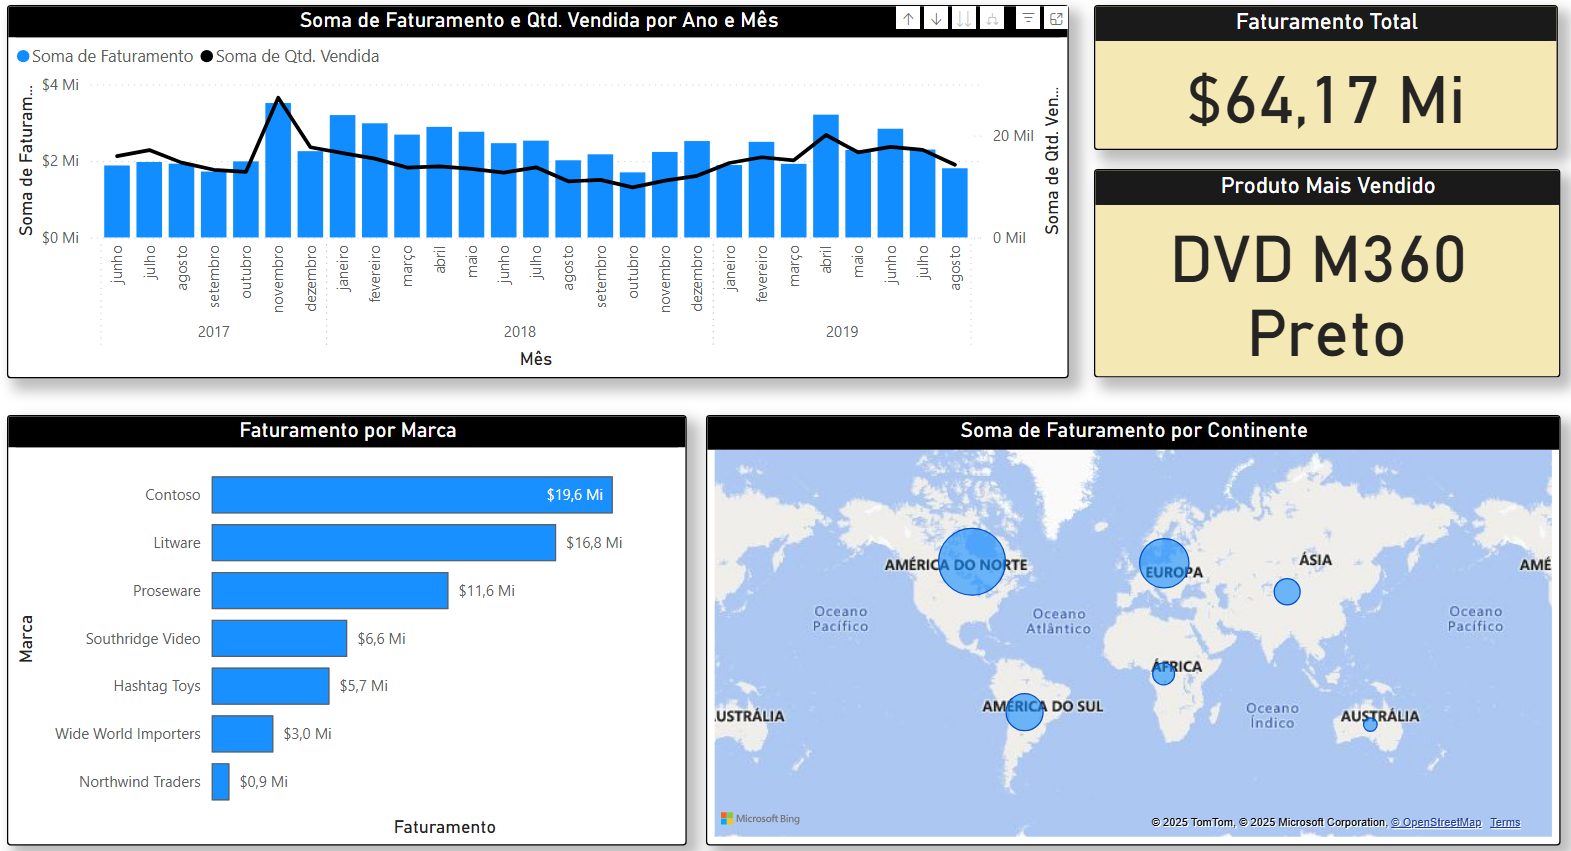 Soma de Faturamento e Qtd. Vendida por Ano e Mês
Soma de Faturamento Soma de Qtd. Vendida
Soma de Faturam...
$4 Mi
$2 Mi
$0 Mi
20 Mil
0 Mil
Soma de Qtd. Ven...
junho
julho
agosto
setembro
outubro
novembro
dezembro
janeiro
fevereiro
março
abril
maio
junho
julho
agosto
setembro
outubro
novembro
dezembro
janeiro
fevereiro
março
abril
maio
junho
julho
agosto
2017
2018
2019
Mês
Faturamento Total
$64,17 Mi
Produto Mais Vendido
DVD M360
Preto
Faturamento por Marca
Marca
Contoso $19,6 Mi
Litware $16,8 Mi
Proseware $11,6 Mi
Southridge Video $6,6 Mi
Hashtag Toys $5,7 Mi
Wide World Importers $3,0 Mi
Northwind Traders $0,9 Mi
Faturamento
Soma de Faturamento por Continente
AMÉRICA DO NORTE
EUROPA
ÁSIA
AMÉ
Oceano
Pacífico
Oceano
Atlântico
Oceano
Pacífico
ÁFRICA
AMÉRICA DO SUL
Oceano
Índico
USTRÁLIA
AUSTRÁLIA
Microsoft Bing
© 2025 TomTom, © 2025 Microsoft Corporation, © OpenStreetMap Terms